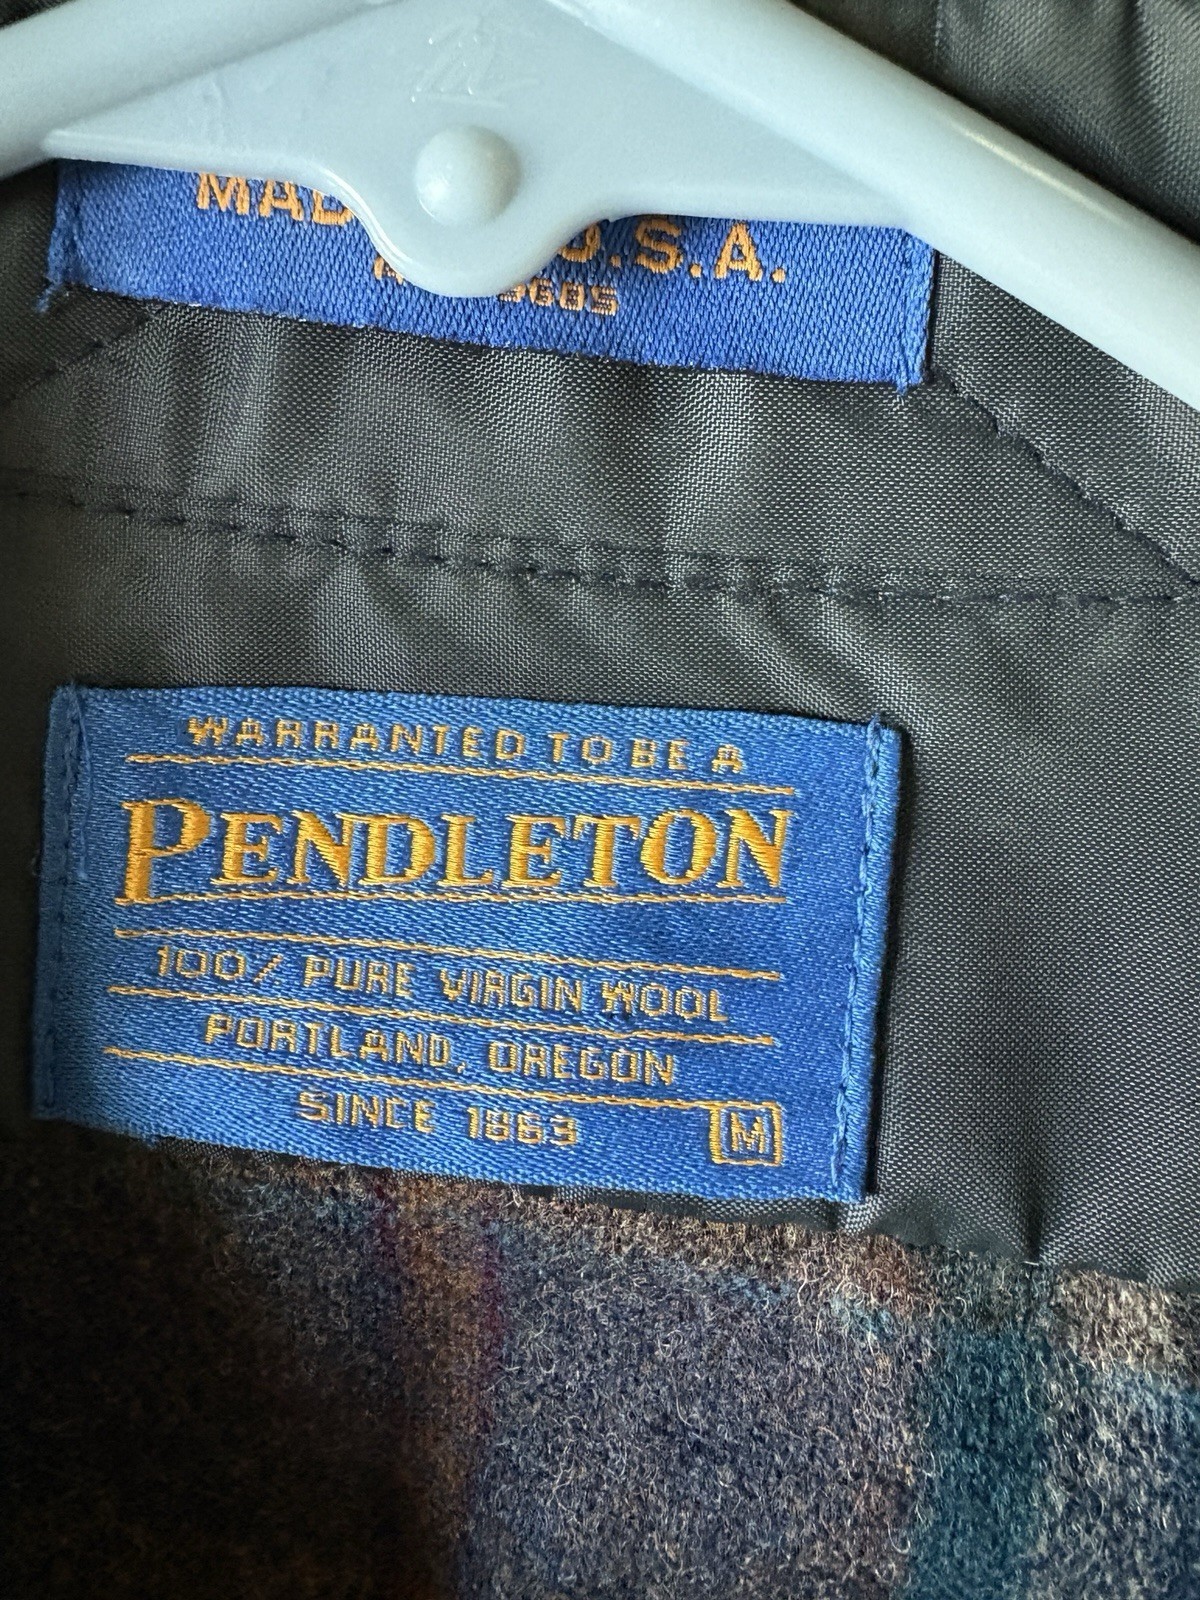 U.S.A.
WARRANTED TO BE A
PENDLETON
100% PURE VIRGIN WOOL
PORTLAND, OREGON
SINCE 1863
M